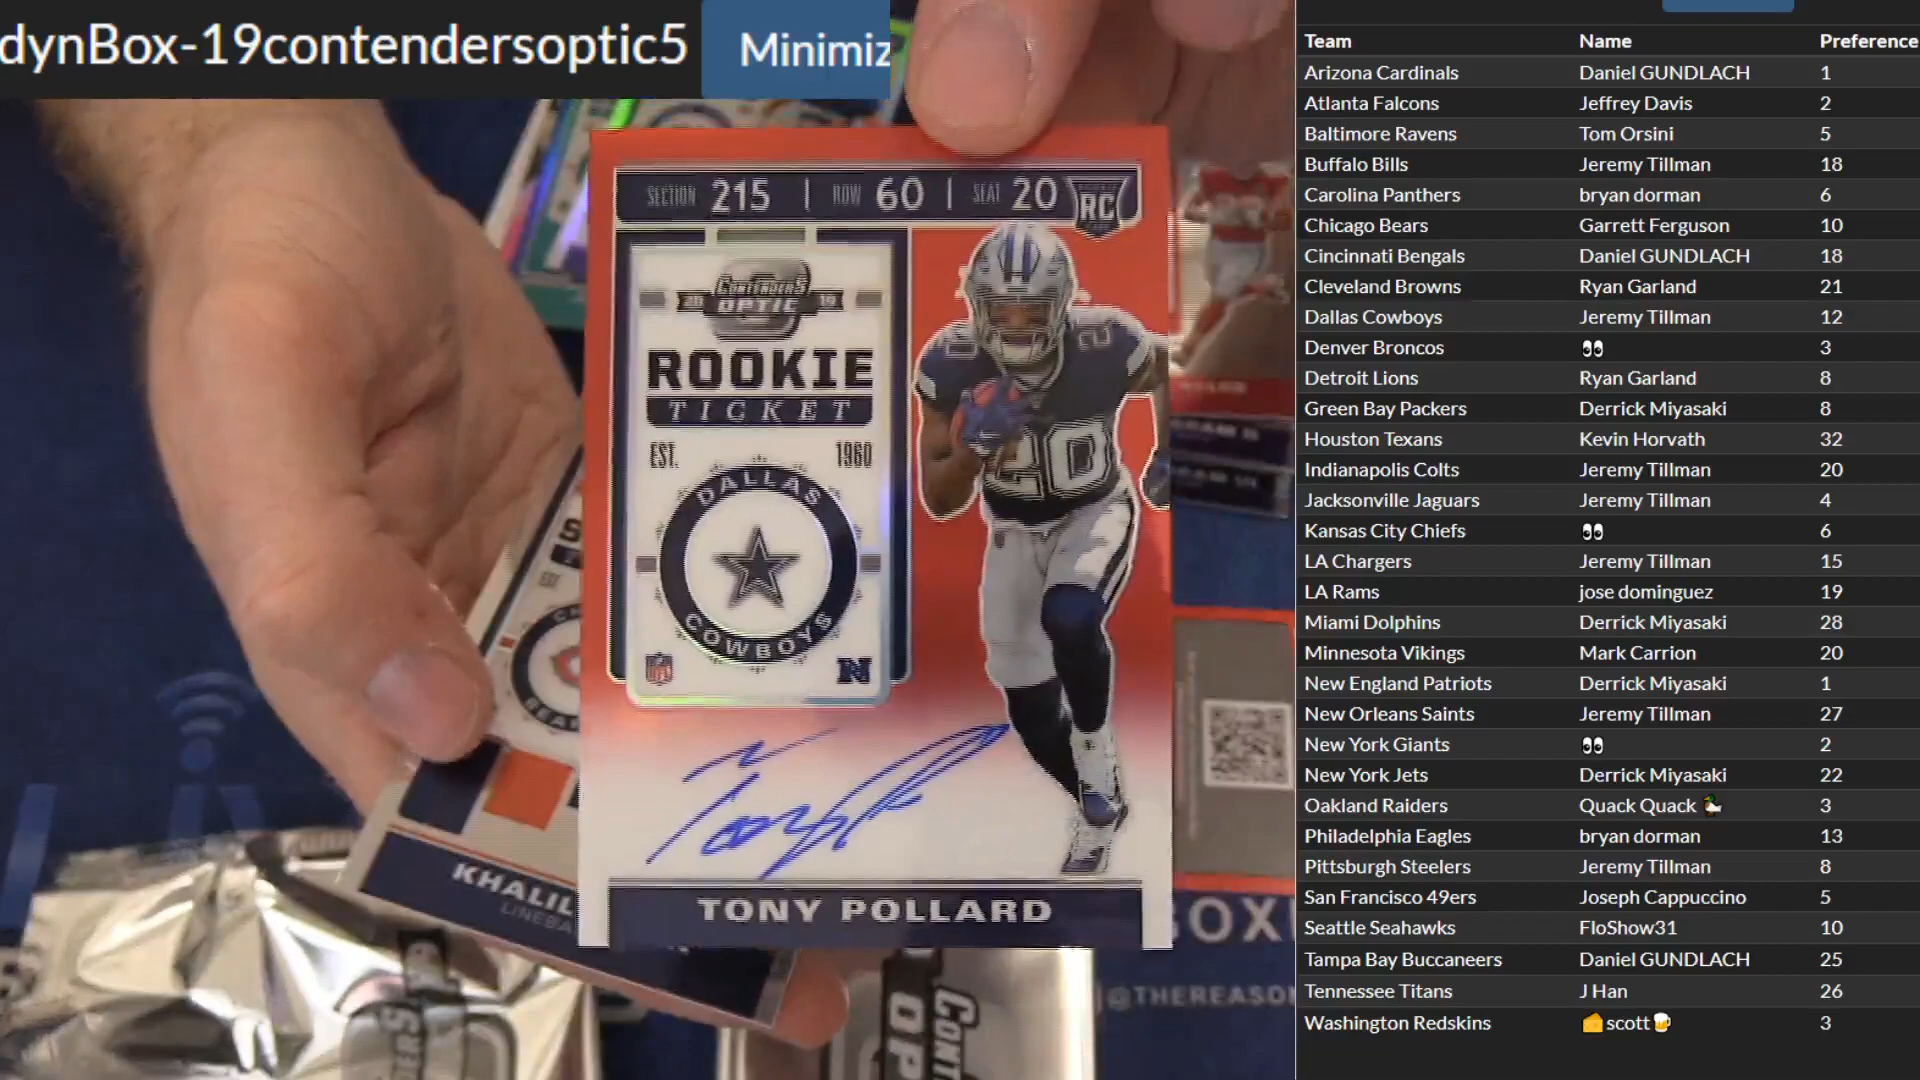 dynBox-19contendersoptic5
Minimiz
SECTION 215 | ROW 60 | SEAT 20
RC
CONTENDERS
20 OPTIC 19
ROOKIE
TICKET
EST. 1960
DALLAS
COWBOYS
NFL
N
TONY POLLARD
KHALIL
LINEBA
BEAR
@THEREASON
Team Name Preference
Arizona Cardinals Daniel GUNDLACH 1
Atlanta Falcons Jeffrey Davis 2
Baltimore Ravens Tom Orsini 5
Buffalo Bills Jeremy Tillman 18
Carolina Panthers bryan dorman 6
Chicago Bears Garrett Ferguson 10
Cincinnati Bengals Daniel GUNDLACH 18
Cleveland Browns Ryan Garland 21
Dallas Cowboys Jeremy Tillman 12
Denver Broncos 👀 3
Detroit Lions Ryan Garland 8
Green Bay Packers Derrick Miyasaki 8
Houston Texans Kevin Horvath 32
Indianapolis Colts Jeremy Tillman 20
Jacksonville Jaguars Jeremy Tillman 4
Kansas City Chiefs 👀 6
LA Chargers Jeremy Tillman 15
LA Rams jose dominguez 19
Miami Dolphins Derrick Miyasaki 28
Minnesota Vikings Mark Carrion 20
New England Patriots Derrick Miyasaki 1
New Orleans Saints Jeremy Tillman 27
New York Giants 👀 2
New York Jets Derrick Miyasaki 22
Oakland Raiders Quack Quack 🦆 3
Philadelphia Eagles bryan dorman 13
Pittsburgh Steelers Jeremy Tillman 8
San Francisco 49ers Joseph Cappuccino 5
Seattle Seahawks FloShow31 10
Tampa Bay Buccaneers Daniel GUNDLACH 25
Tennessee Titans J Han 26
Washington Redskins 🧀scott🍺 3